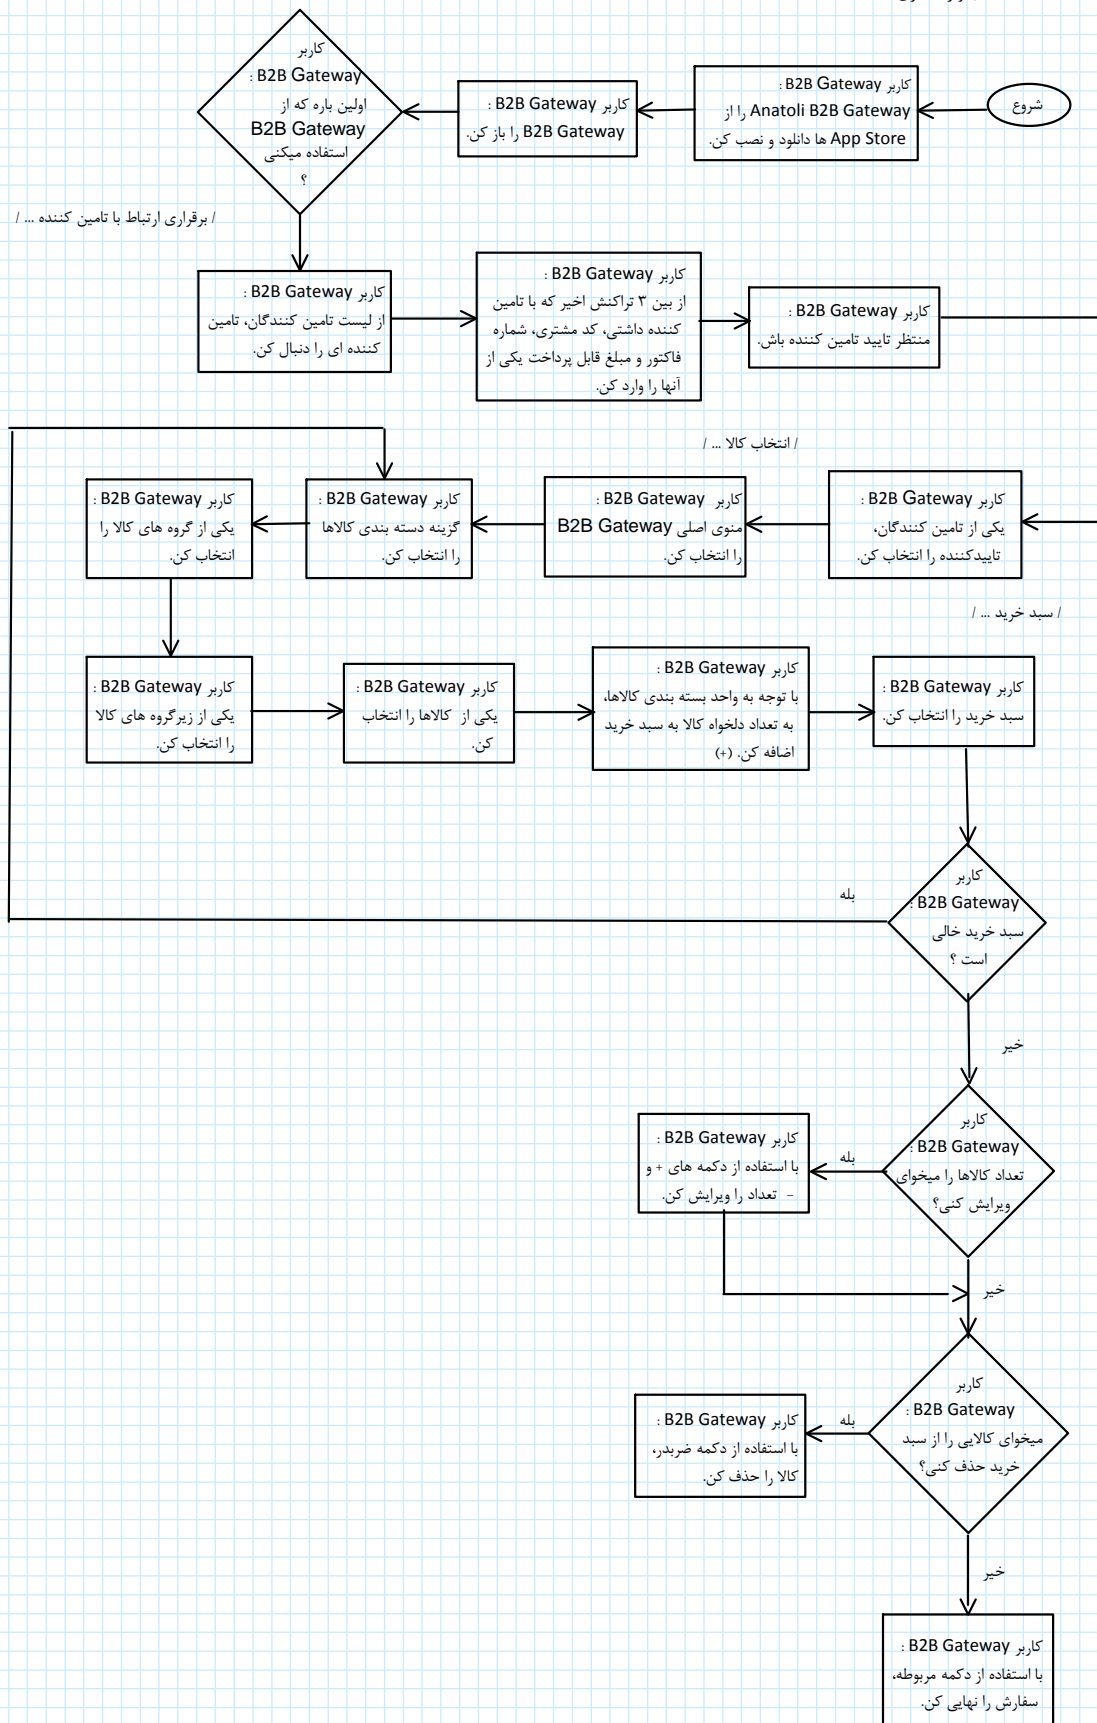 شروع
کاربر B2B Gateway :
Anatoli B2B Gateway را از
App Store ها دانلود و نصب کن.
کاربر B2B Gateway :
B2B Gateway را باز کن.
کاربر
B2B Gateway :
اولین باره که از
B2B Gateway
استفاده میکنی
؟
/ برقراری ارتباط با تامین کننده ... /
کاربر B2B Gateway :
از لیست تامین کنندگان، تامین
کننده ای را دنبال کن.
کاربر B2B Gateway :
از بین ۳ تراکنش اخیر که با تامین
کننده داشتی، کد مشتری، شماره
فاکتور و مبلغ قابل پرداخت یکی از
آنها را وارد کن.
کاربر B2B Gateway :
منتظر تایید تامین کننده باش.
/ انتخاب کالا ... /
کاربر B2B Gateway :
یکی از تامین کنندگان،
تاییدکننده را انتخاب کن.
کاربر B2B Gateway :
منوی اصلی B2B Gateway
را انتخاب کن.
کاربر B2B Gateway :
گزینه دسته بندی کالاها
را انتخاب کن.
کاربر B2B Gateway :
یکی از گروه های کالا را
انتخاب کن.
/ سبد خرید ... /
کاربر B2B Gateway :
یکی از زیرگروه های کالا
را انتخاب کن.
کاربر B2B Gateway :
یکی از کالاها را انتخاب
کن.
کاربر B2B Gateway :
با توجه به واحد بسته بندی کالاها،
به تعداد دلخواه کالا به سبد خرید
اضافه کن. (+)
کاربر B2B Gateway :
سبد خرید را انتخاب کن.
کاربر
B2B Gateway :
سبد خرید خالی
است ؟
بله
خیر
کاربر
B2B Gateway :
تعداد کالاها را میخوای
ویرایش کنی؟
بله
کاربر B2B Gateway :
با استفاده از دکمه های + و
- تعداد را ویرایش کن.
خیر
کاربر
B2B Gateway :
میخوای کالایی را از سبد
خرید حذف کنی؟
بله
کاربر B2B Gateway :
با استفاده از دکمه ضربدر،
کالا را حذف کن.
خیر
کاربر B2B Gateway :
با استفاده از دکمه مربوطه،
سفارش را نهایی کن.